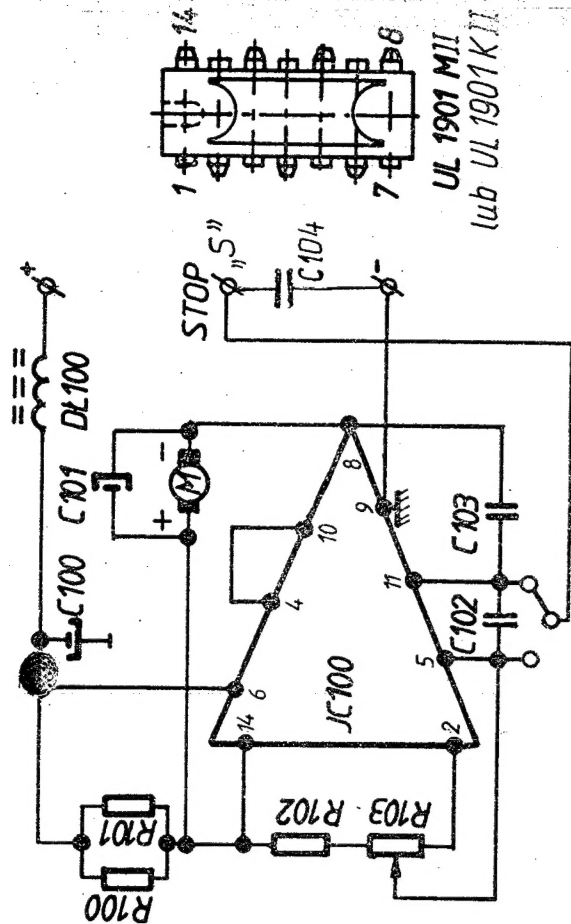 +
DŁ100
C100
C101
R100
R101
+
M
-
STOP „S”
C104
-
6
4
10
8
14
9
11
5
2
JC100
R102
R103
C102
C103
1
14
7
8
UL 1901 MII
lub UL 1901 KII